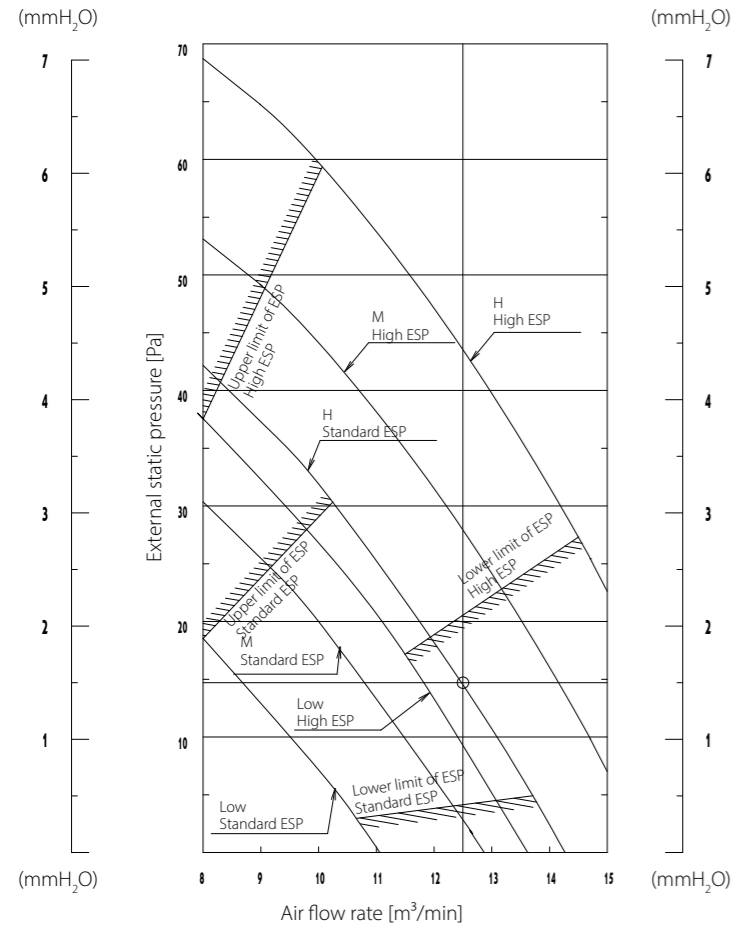 (mmH₂O)
(mmH₂O)
7
6
5
4
3
2
1
External static pressure [Pa]
70
60
50
40
30
20
10
H
High ESP
M
High ESP
Upper limit of ESP
High ESP
H
Standard ESP
Lower limit of ESP
High ESP
Upper limit of ESP
Standard ESP
M
Standard ESP
Low
High ESP
Lower limit of ESP
Standard ESP
Low
Standard ESP
7
6
5
4
3
2
1
8 9 10 11 12 13 14 15
(mmH₂O)
(mmH₂O)
Air flow rate [m³/min]